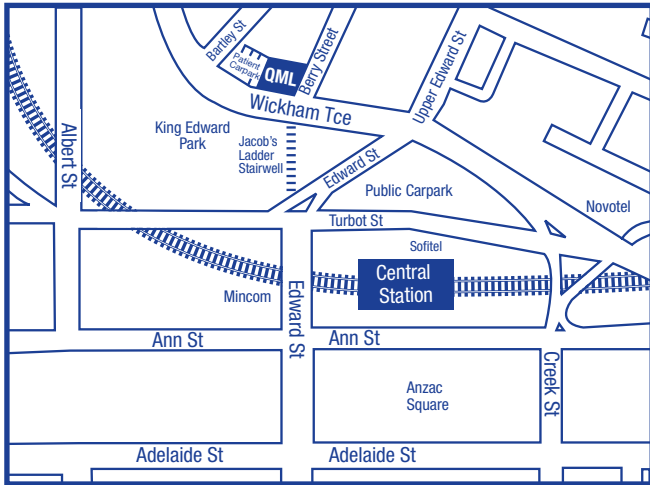 Bartley St
Patient
Carpark
QML
Berry Street
Upper Edward St
Wickham Tce
Albert St
King Edward
Park
Jacob's
Ladder
Stairwell
Edward St
Public Carpark
Novotel
Turbot St
Sofitel
Central
Station
Mincom
Edward St
Ann St
Ann St
Anzac
Square
Creek St
Adelaide St
Adelaide St